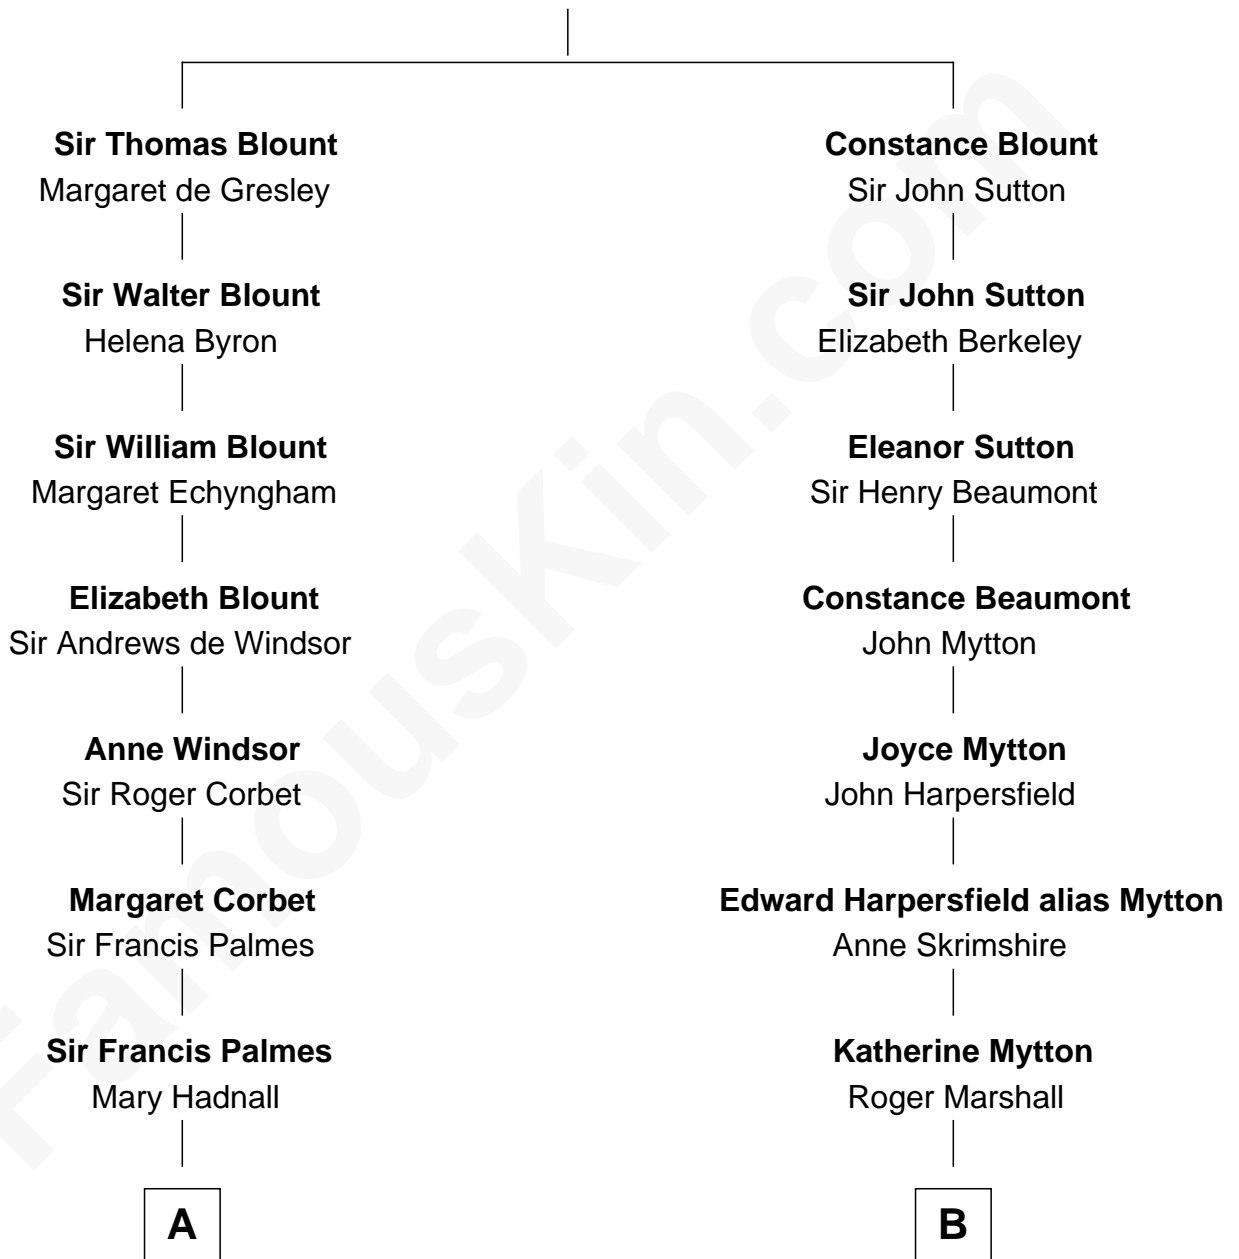 Sir Thomas Blount
Margaret de Gresley
Sir Walter Blount
Helena Byron
Sir William Blount
Margaret Echyngham
Elizabeth Blount
Sir Andrews de Windsor
Anne Windsor
Sir Roger Corbet
Margaret Corbet
Sir Francis Palmes
Sir Francis Palmes
Mary Hadnall
A
Constance Blount
Sir John Sutton
Sir John Sutton
Elizabeth Berkeley
Eleanor Sutton
Sir Henry Beaumont
Constance Beaumont
John Mytton
Joyce Mytton
John Harpersfield
Edward Harpersfield alias Mytton
Anne Skrimshire
Katherine Mytton
Roger Marshall
B
FamousKin.com